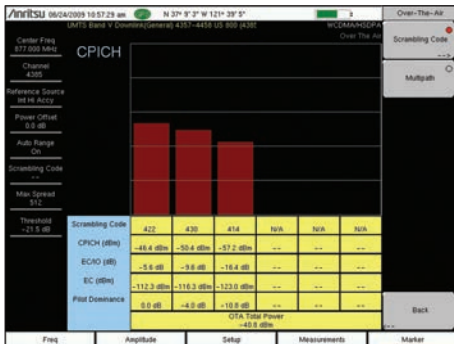 Anritsu 06/24/2009 10:57:29 am N 37º 9' 3" W 121º 39' 5" Over-The-Air
UMTS Band V Downlink(General) 4357-4458 US 800 (4385 WCDMA/HSDPA
Over The Air
Center Freq
877.000 MHz
Channel
4385
Reference Source
Int Hi Accy
Power Offset
0.0 dB
Auto Range
On
Scrambling Code
--
Max Spread
512
Threshold
-21.5 dB
CPICH
Scrambling Code
-->
Multipath
Back
<--
Scrambling Code 422 430 414 N/A N/A N/A
CPICH (dBm) -46.4 dBm -50.4 dBm -57.2 dBm -- -- --
EC/IO (dB) -5.6 dB -9.6 dB -16.4 dB -- -- --
EC (dBm) -112.3 dBm -116.3 dBm -123.0 dBm -- -- --
Pilot Dominance 0.0 dB -4.0 dB -10.8 dB -- -- --
OTA Total Power
-40.8 dBm
Freq Amplitude Setup Measurements Marker